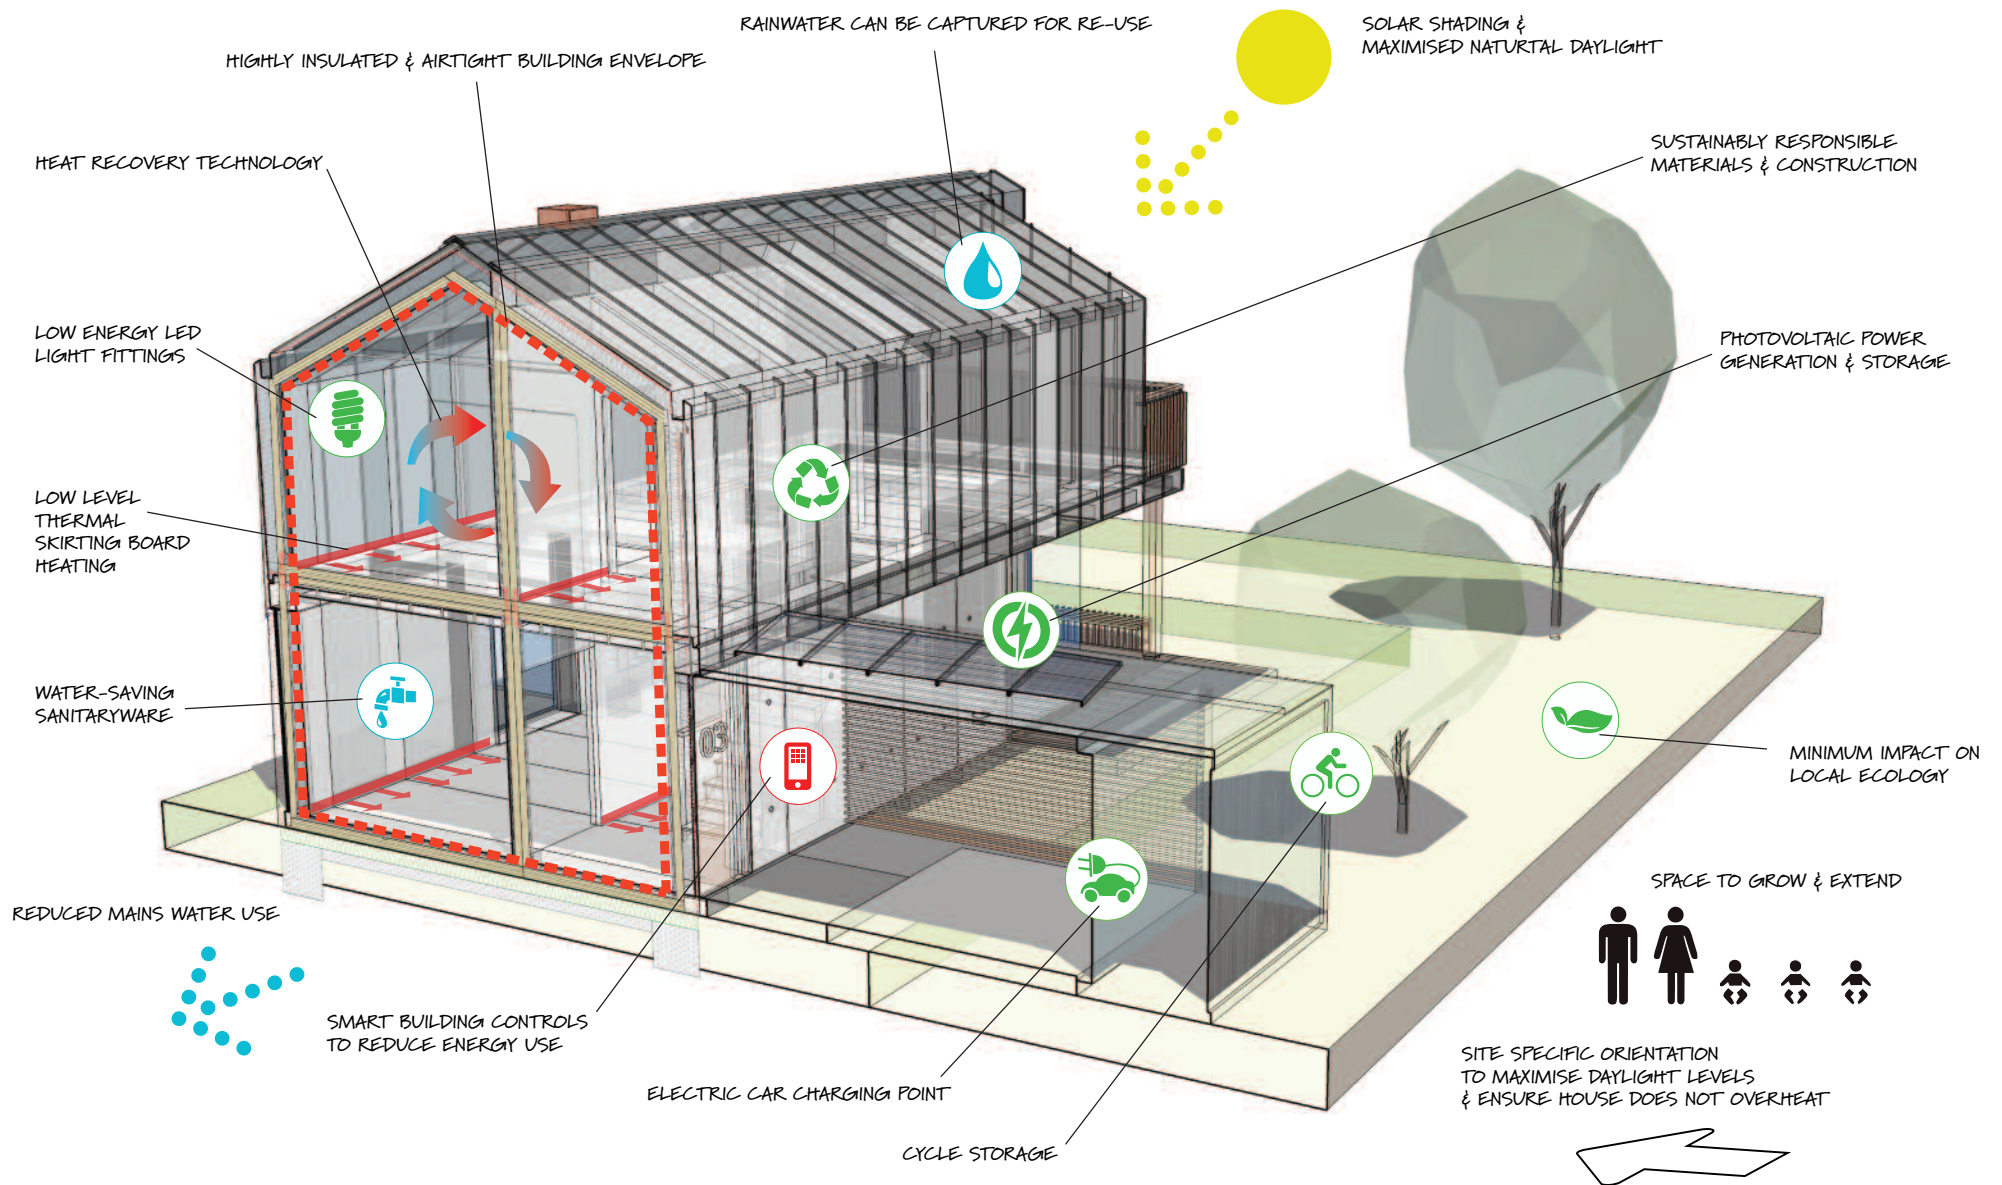 RAINWATER CAN BE CAPTURED FOR RE-USE
SOLAR SHADING &
MAXIMISED NATURTAL DAYLIGHT
HIGHLY INSULATED & AIRTIGHT BUILDING ENVELOPE
HEAT RECOVERY TECHNOLOGY
SUSTAINABLY RESPONSIBLE
MATERIALS & CONSTRUCTION
LOW ENERGY LED
LIGHT FITTINGS
PHOTOVOLTAIC POWER
GENERATION & STORAGE
LOW LEVEL
THERMAL
SKIRTING BOARD
HEATING
WATER-SAVING
SANITARYWARE
03
MINIMUM IMPACT ON
LOCAL ECOLOGY
SPACE TO GROW & EXTEND
REDUCED MAINS WATER USE
SMART BUILDING CONTROLS
TO REDUCE ENERGY USE
SITE SPECIFIC ORIENTATION
TO MAXIMISE DAYLIGHT LEVELS
& ENSURE HOUSE DOES NOT OVERHEAT
ELECTRIC CAR CHARGING POINT
CYCLE STORAGE